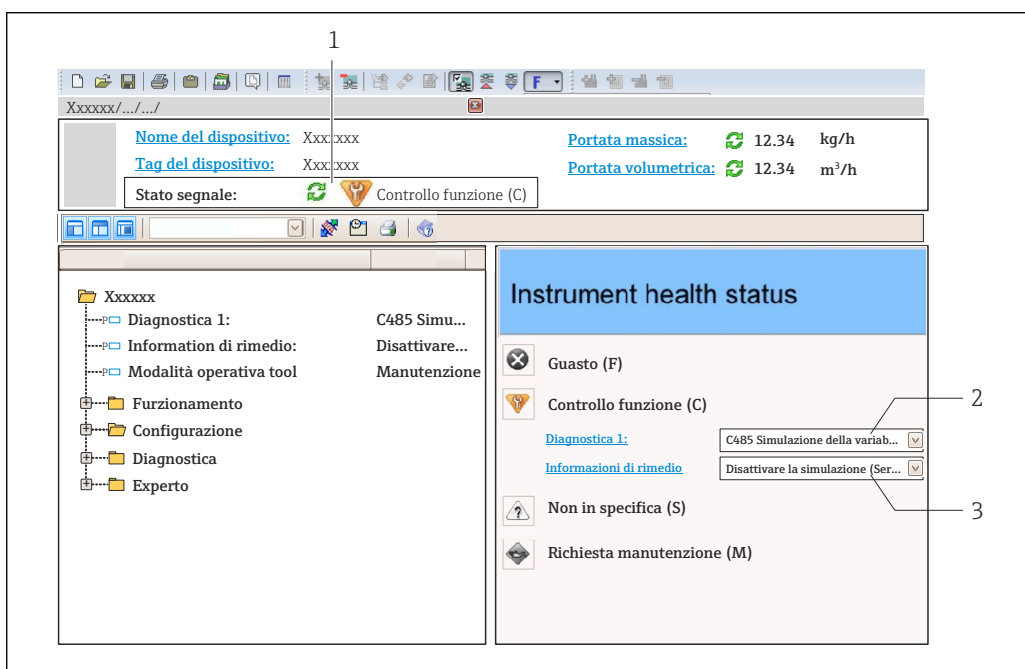 1
F
Xxxxxx/.../.../
Nome del dispositivo: Xxxxxxx
Portata massica: 12.34 kg/h
Tag del dispositivo: Xxxxxxx
Portata volumetrica: 12.34 m³/h
Stato segnale: Controllo funzione (C)
Xxxxxx
P Diagnostica 1: C485 Simu...
P Information di rimedio: Disattivare...
P Modalità operativa tool Manutenzione
Furzionamento
Configurazione
Diagnostica
Experto
Instrument health status
Guasto (F)
Controllo funzione (C)
2
Diagnostica 1: C485 Simulazione della variab...
Informazioni di rimedio Disattivare la simulazione (Ser...
Non in specifica (S)
3
Richiesta manutenzione (M)